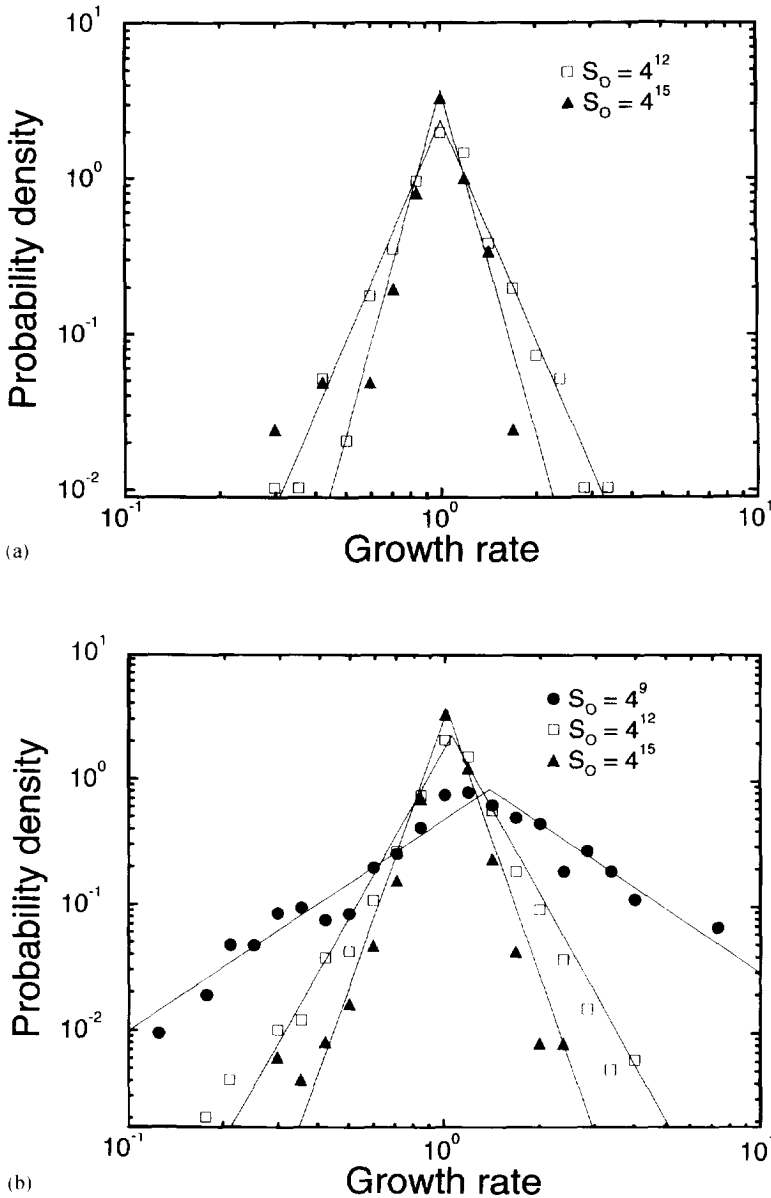 10^1
10^0
10^-1
10^-2
Probability density
□ S_o = 4^12
▲ S_o = 4^15
10^-1
10^0
10^1
Growth rate
(a)
10^1
10^0
10^-1
10^-2
Probability density
● S_o = 4^9
□ S_o = 4^12
▲ S_o = 4^15
10^-1
10^0
10^1
Growth rate
(b)